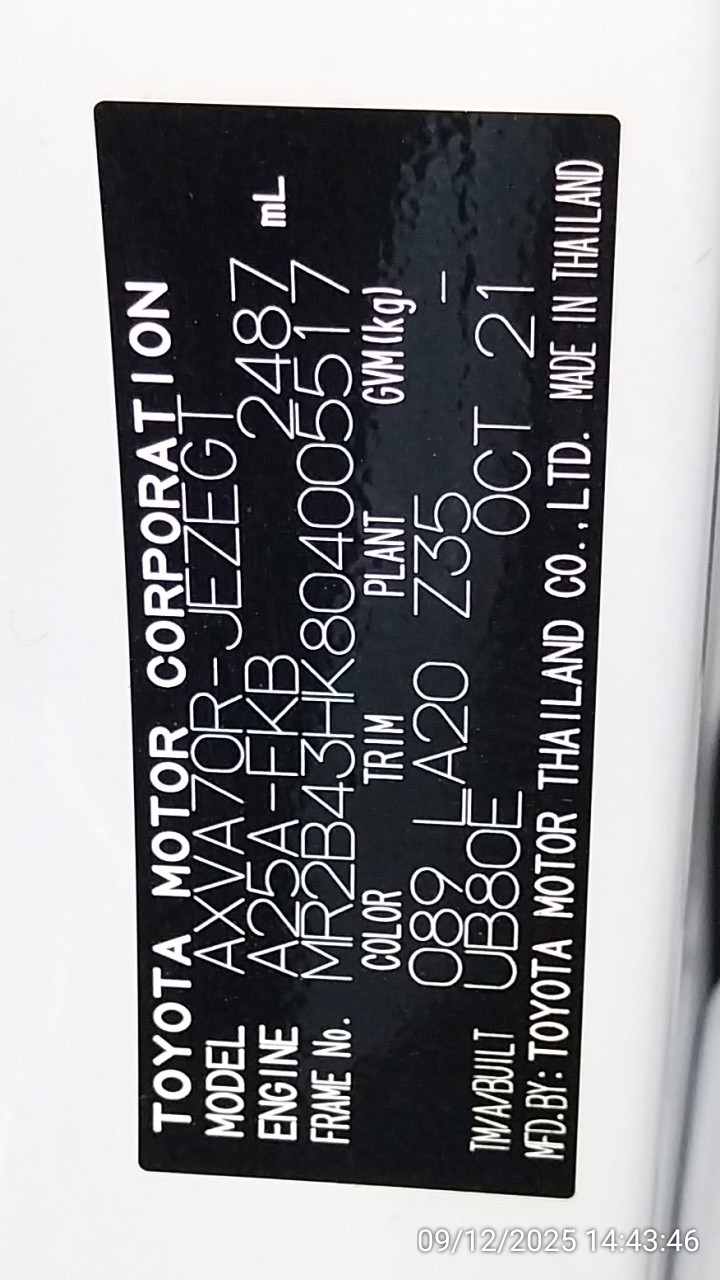 TOYOTA MOTOR CORPORATION
MODEL AXVA70R-JEZEGT
ENGINE A25A-FKB 2487 mL
FRAME No. MR2B43HK804005517
COLOR TRIM PLANT GVM(kg)
089 LA20 Z35 -
TM/A/BUILT UB80E OCT 21
MFD.BY:TOYOTA MOTOR THAILAND CO.,LTD. MADE IN THAILAND
09/12/2025 14:43:46